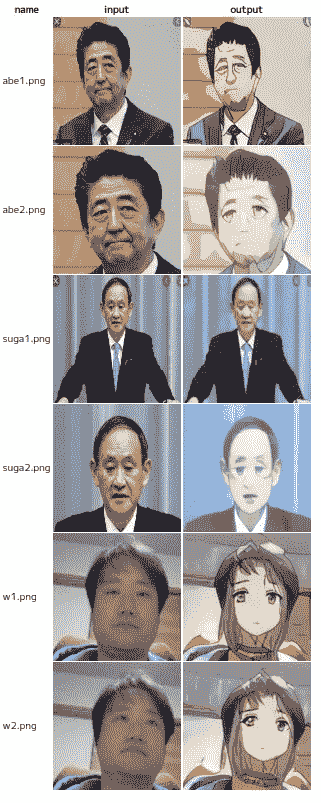 name input output
abe1.png
abe2.png
suga1.png
suga2.png
w1.png
w2.png